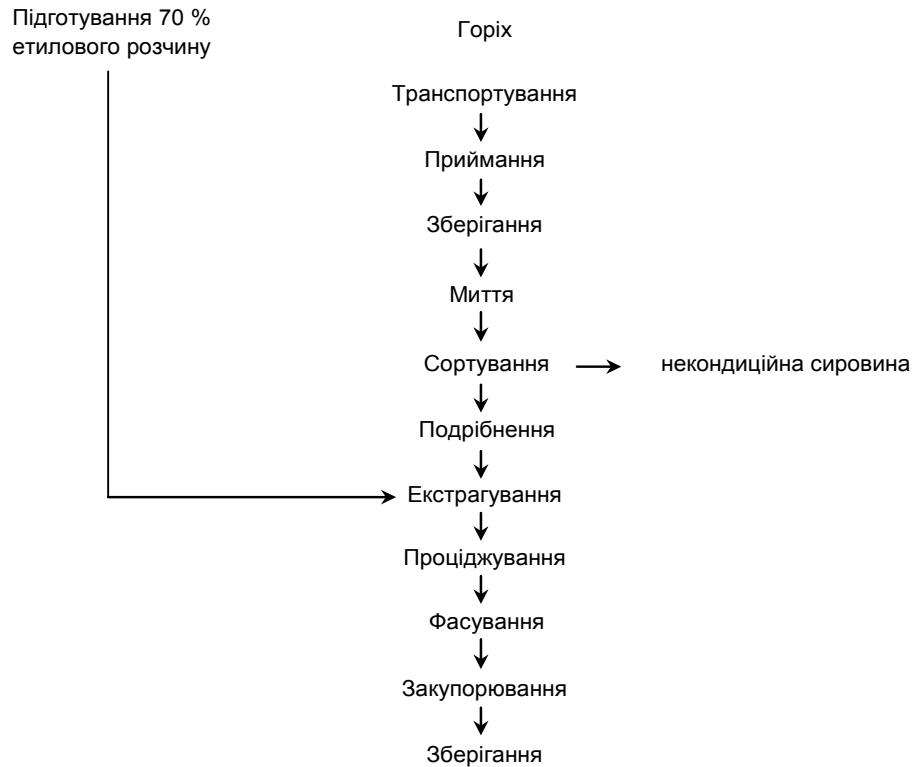 Підготування 70 %
етилового розчину
Горіх
Транспортування
Приймання
Зберігання
Миття
Сортування
некондиційна сировина
Подрібнення
Екстрагування
Проціджування
Фасування
Закупорювання
Зберігання